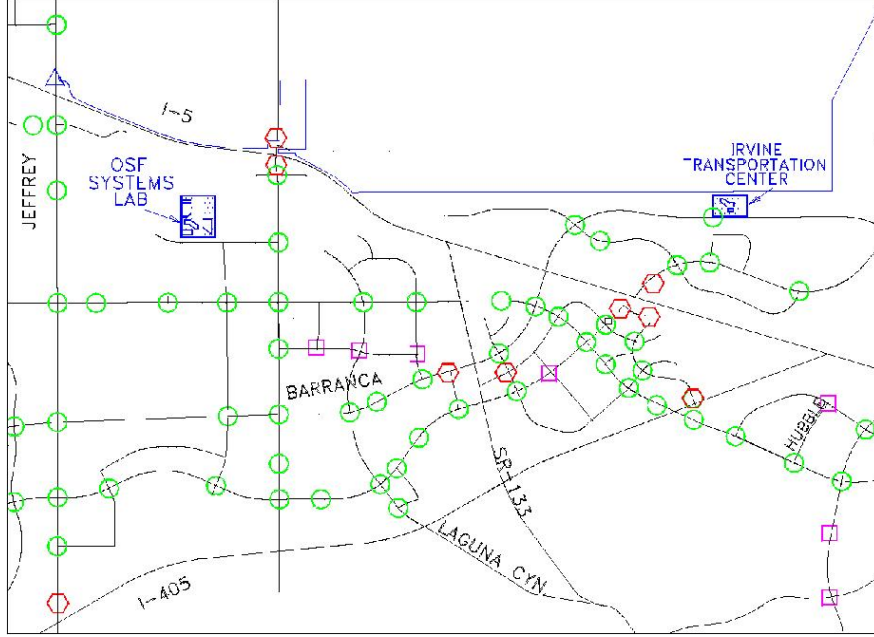 I-5
JEFFREY
OSF
SYSTEMS
LAB
IRVINE
TRANSPORTATION
CENTER
BARRANCA
HUBBLE
SR-133
LAGUNA CYN
I-405